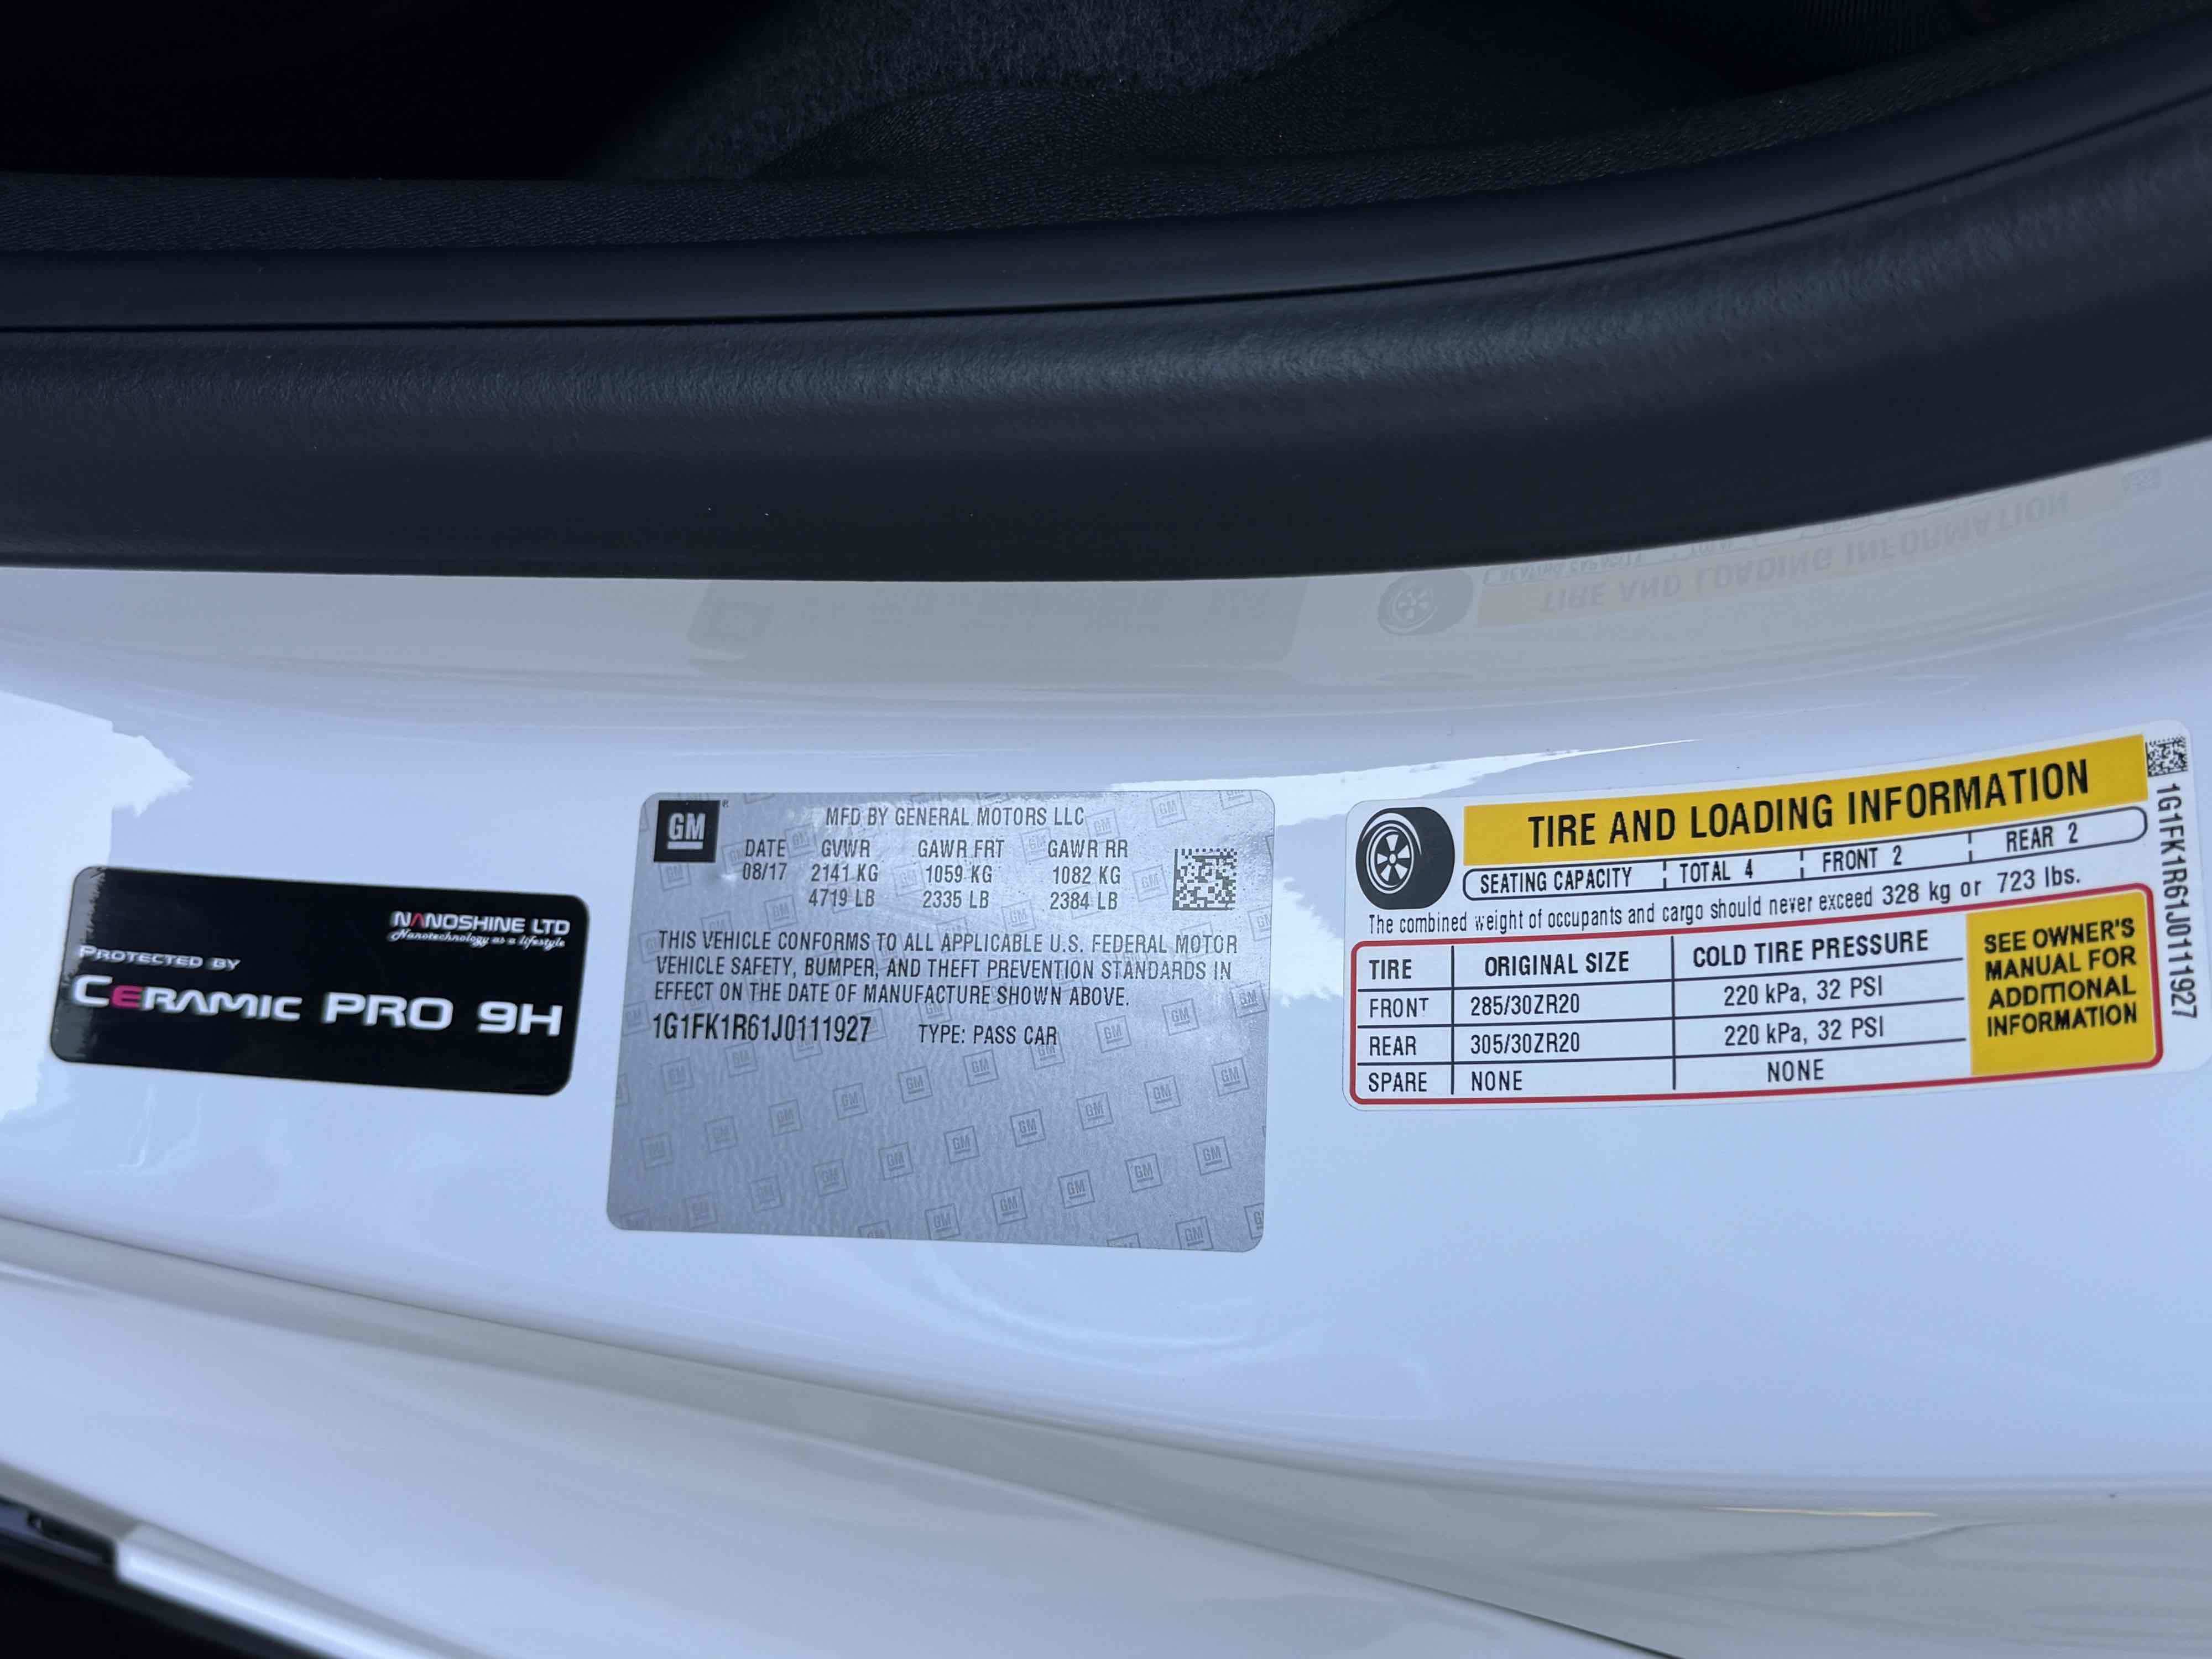 NANOSHINE LTD
Nanotechnology as a lifestyle
PROTECTED BY
CERAMIC PRO 9H
GM
MFD BY GENERAL MOTORS LLC
DATE GVWR GAWR FRT GAWR RR
08/17 2141 KG 1059 KG 1082 KG
4719 LB 2335 LB 2384 LB
THIS VEHICLE CONFORMS TO ALL APPLICABLE U.S. FEDERAL MOTOR
VEHICLE SAFETY, BUMPER, AND THEFT PREVENTION STANDARDS IN
EFFECT ON THE DATE OF MANUFACTURE SHOWN ABOVE.
1G1FK1R61J0111927 TYPE: PASS CAR
TIRE AND LOADING INFORMATION
SEATING CAPACITY TOTAL 4 FRONT 2 REAR 2
The combined weight of occupants and cargo should never exceed 328 kg or 723 lbs.
TIRE ORIGINAL SIZE COLD TIRE PRESSURE
FRONT 285/30ZR20 220 kPa, 32 PSI
REAR 305/30ZR20 220 kPa, 32 PSI
SPARE NONE NONE
SEE OWNER'S
MANUAL FOR
ADDITIONAL
INFORMATION
1G1FK1R61J0111927